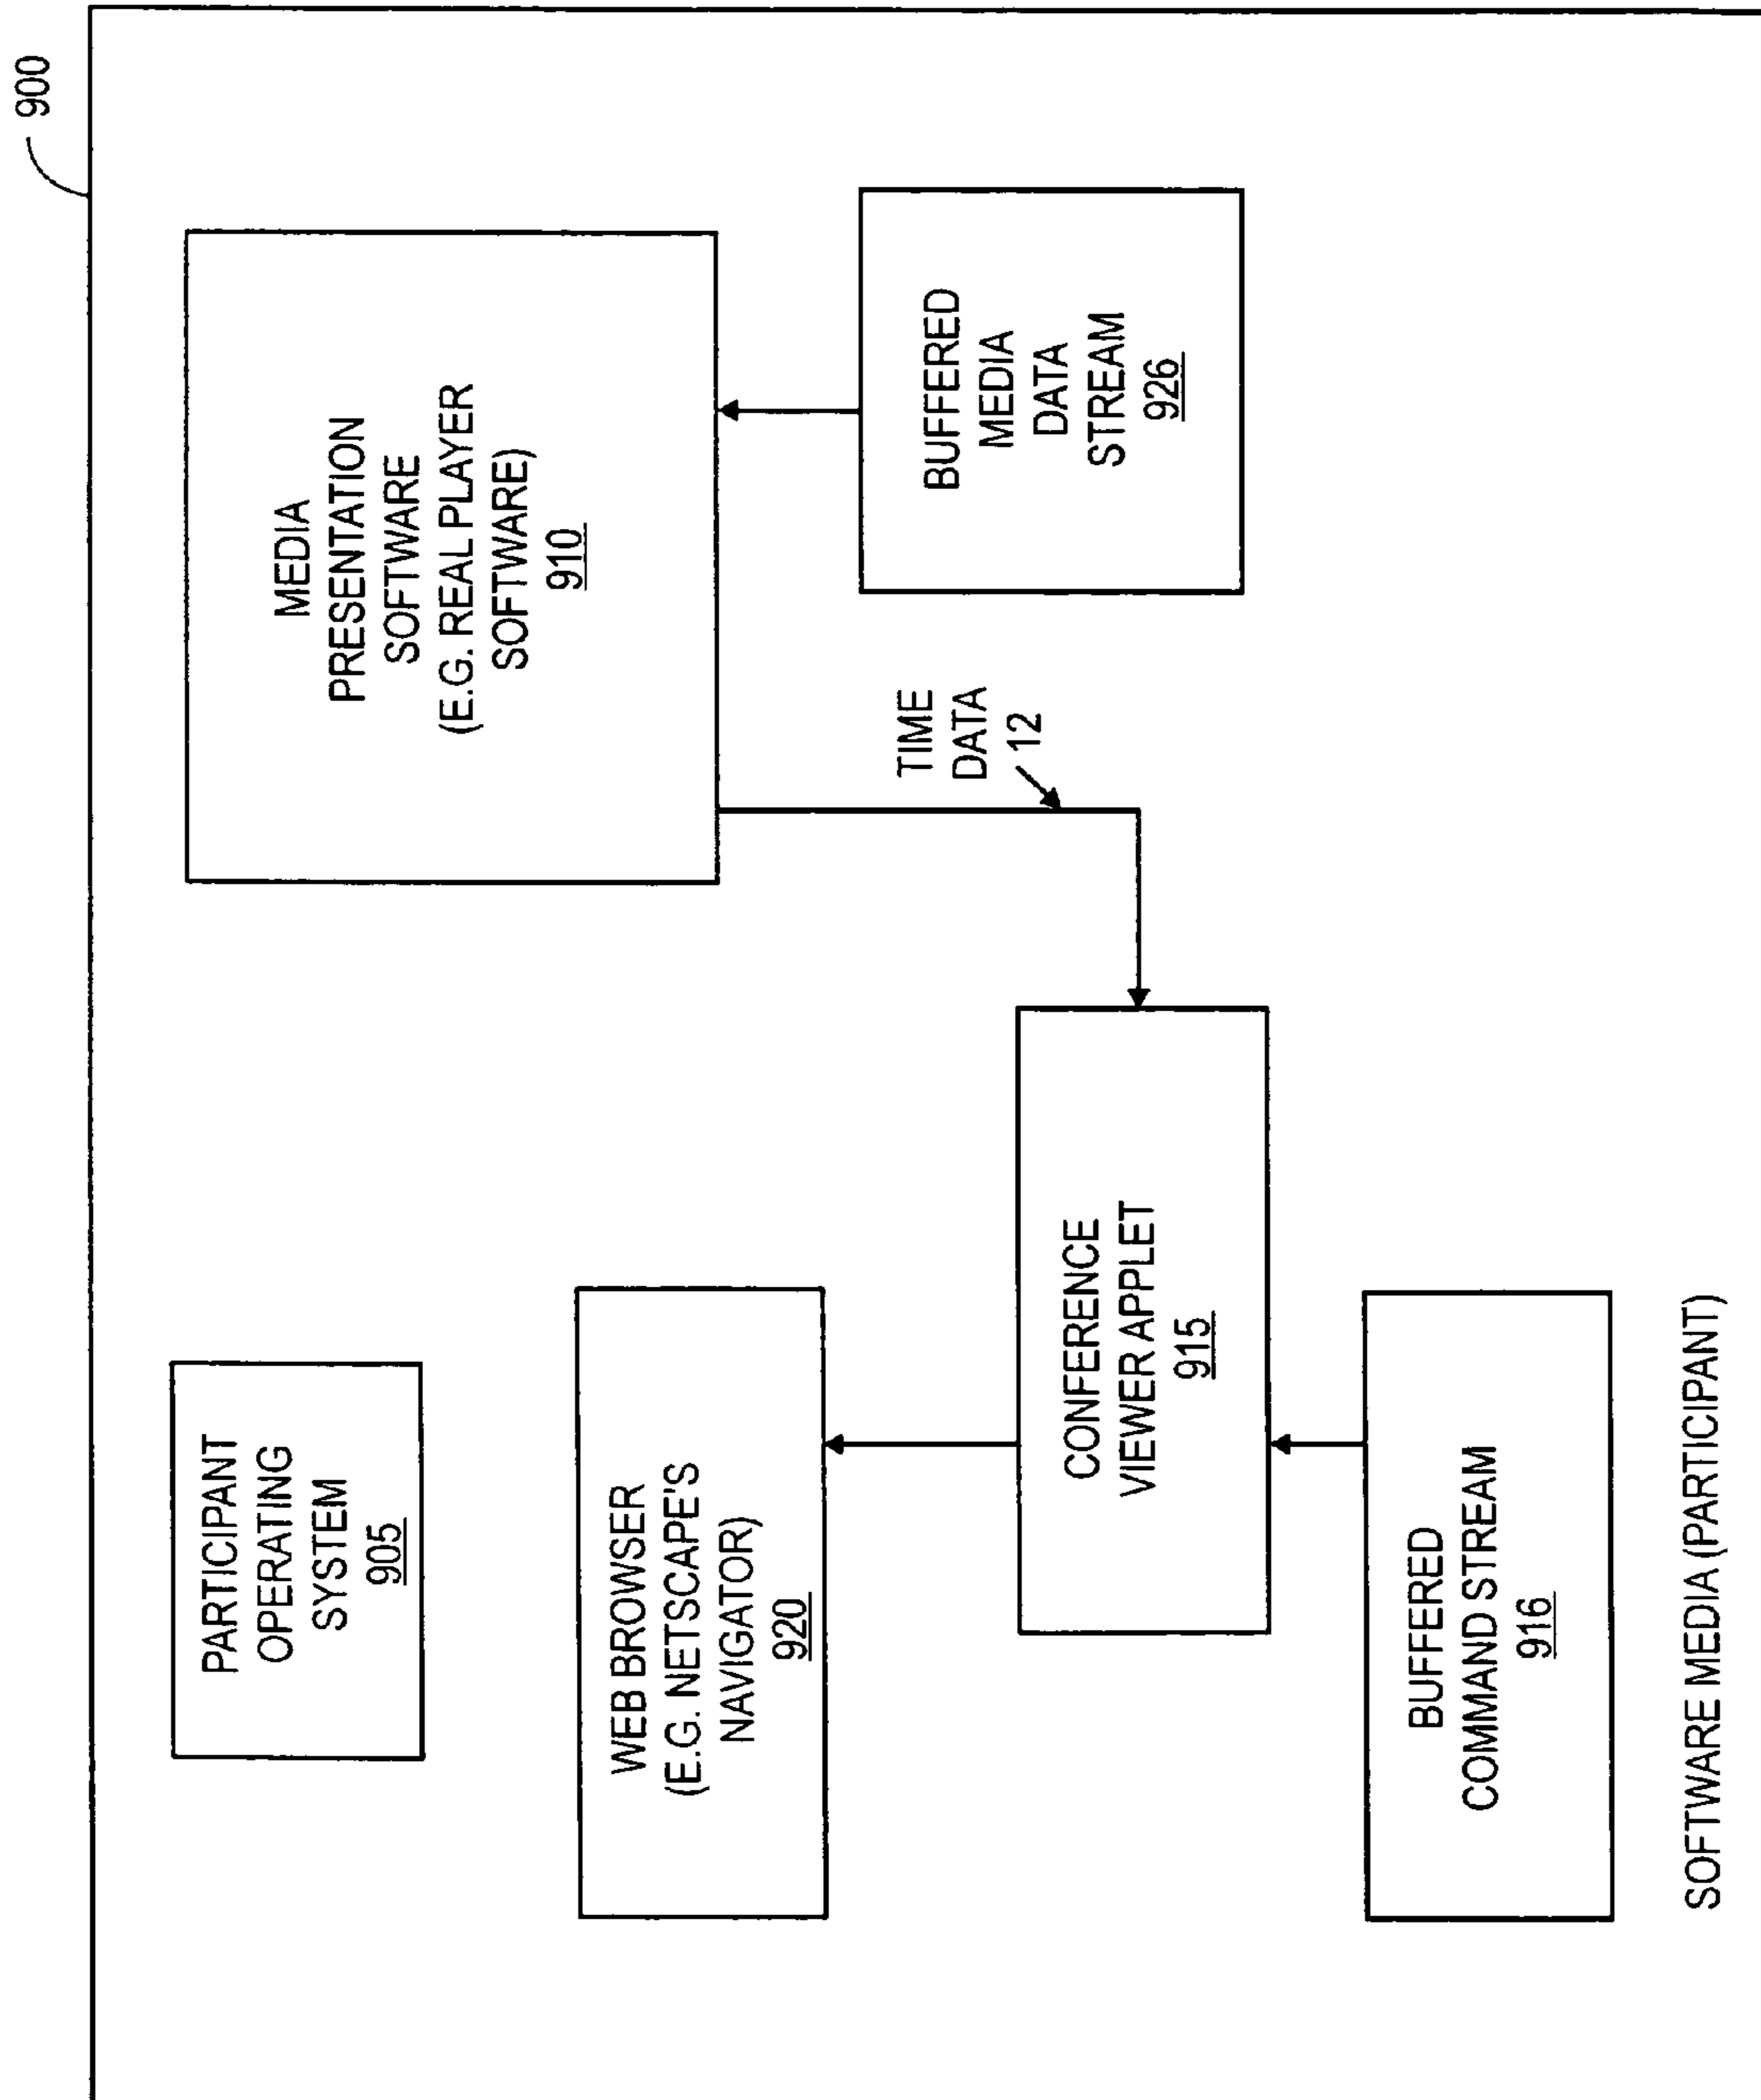 900
PARTICIPANT
OPERATING
SYSTEM
905
MEDIA
PRESENTATION
SOFTWARE
(E.G. REAL PLAYER
SOFTWARE)
910
WEB BROWSER
(E.G. NETSCAPE'S
NAVIGATOR)
920
TIME
DATA
12
BUFFERED
MEDIA
DATA
STREAM
926
CONFERENCE
VIEWER APPLET
915
BUFFERED
COMMAND STREAM
916
SOFTWARE MEDIA (PARTICIPANT)